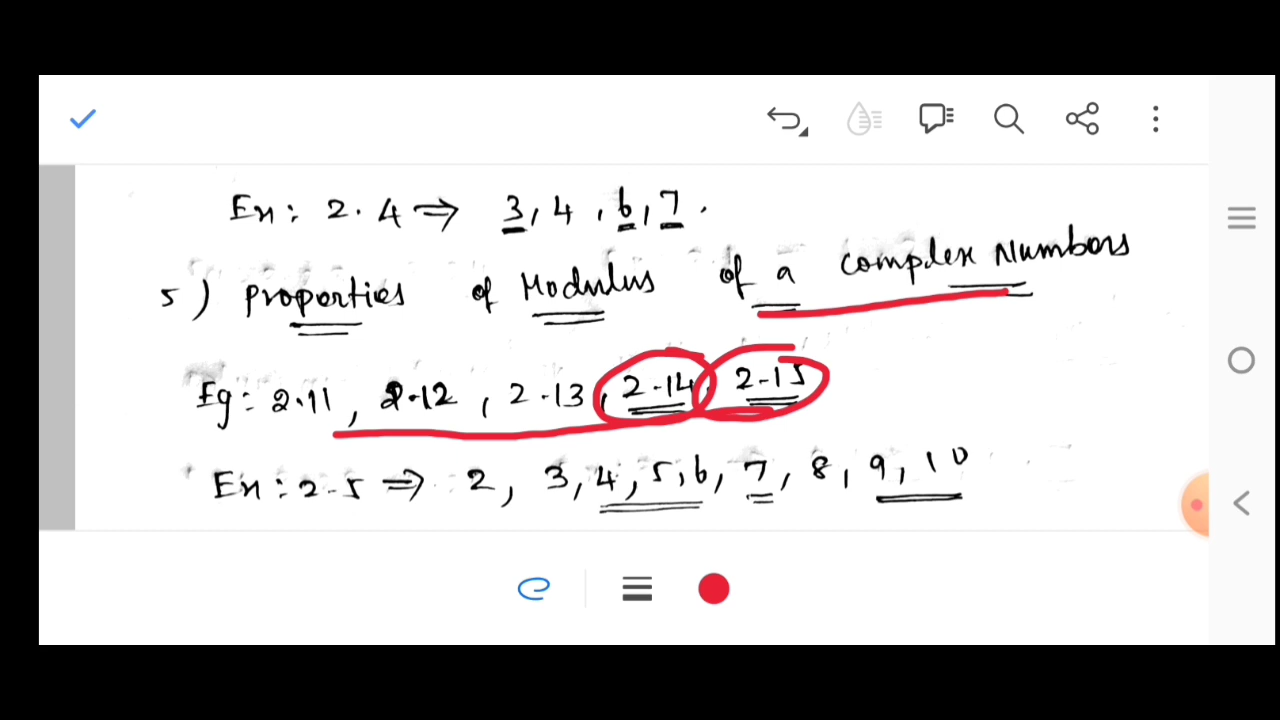 Ex: 2.4 ⇒ 3, 4, 6, 7.
5) Properties of Modulus of a complex Numbers
Eg: 2.11, 2.12, 2.13, 2.14, 2.15
Ex: 2.5 ⇒ 2, 3, 4, 5, 6, 7, 8, 9, 10